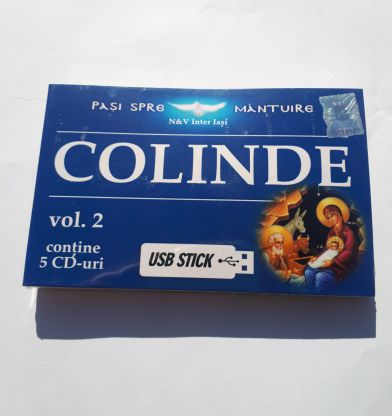 PAȘI SPRE MÂNTUIRE
N&V Inter Iași
COLINDE
vol. 2
conține
5 CD-uri
USB STICK